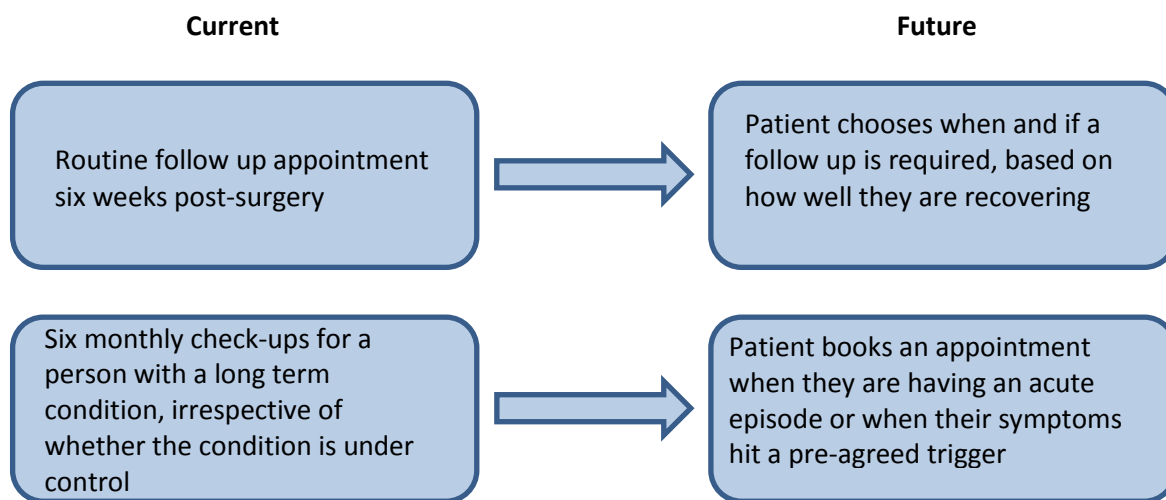 Current
Future
Routine follow up appointment
six weeks post-surgery
Patient chooses when and if a
follow up is required, based on
how well they are recovering
Six monthly check-ups for a
person with a long term
condition, irrespective of
whether the condition is under
control
Patient books an appointment
when they are having an acute
episode or when their symptoms
hit a pre-agreed trigger